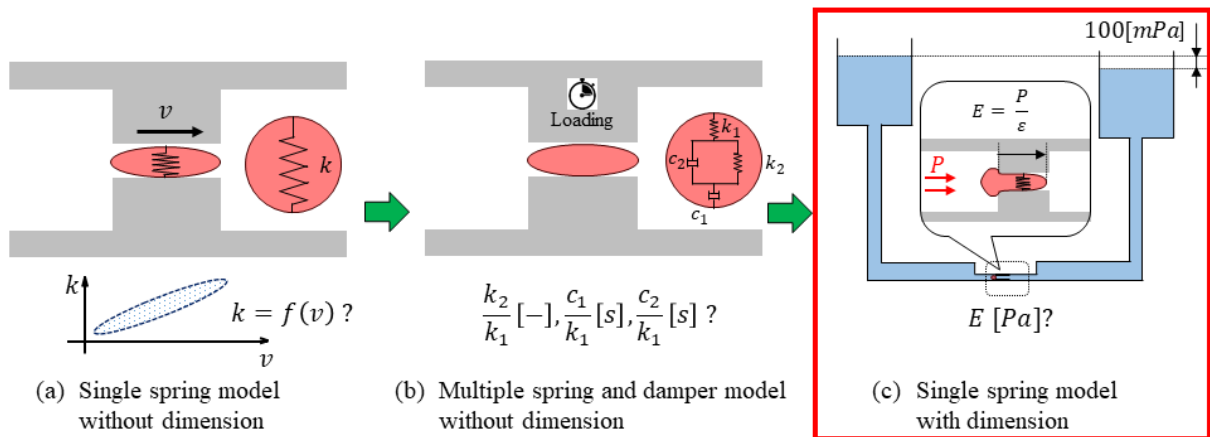 v
k
k
k = f(v) ?
v
(a) Single spring model
without dimension
Loading
k₁
c₂
k₂
c₁
k₂/k₁ [−], c₁/k₁ [s], c₂/k₁ [s] ?
(b) Multiple spring and damper model
without dimension
100[mPa]
E = P/ε
P
E [Pa]?
(c) Single spring model
with dimension